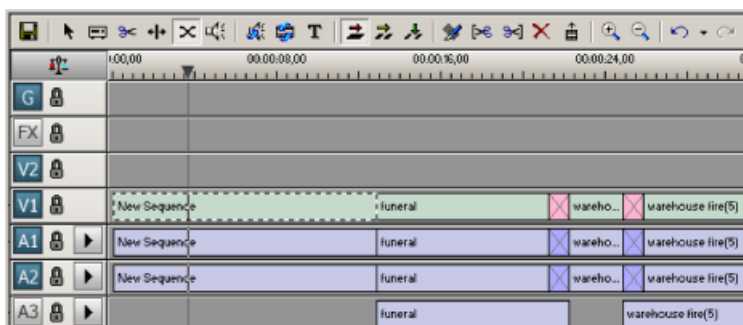 T
:00,00 00:00:08,00 00:00:16,00 00:00:24,00
G
FX
V2
V1 New Sequence funeral wareho... warehouse fire(5)
A1 New Sequence funeral wareho... warehouse fire(5)
A2 New Sequence funeral wareho... warehouse fire(5)
A3 funeral warehouse fire(5)